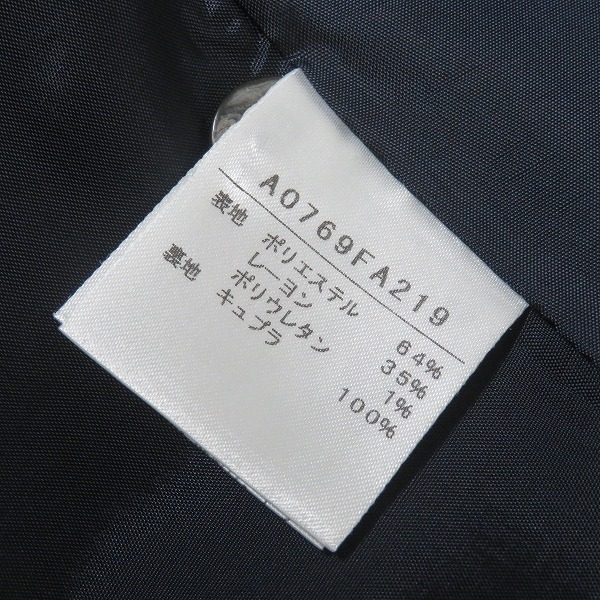 A0769FA219
表地 ポリエステル 64%
レーヨン 35%
ポリウレタン 1%
裏地 キュプラ 100%